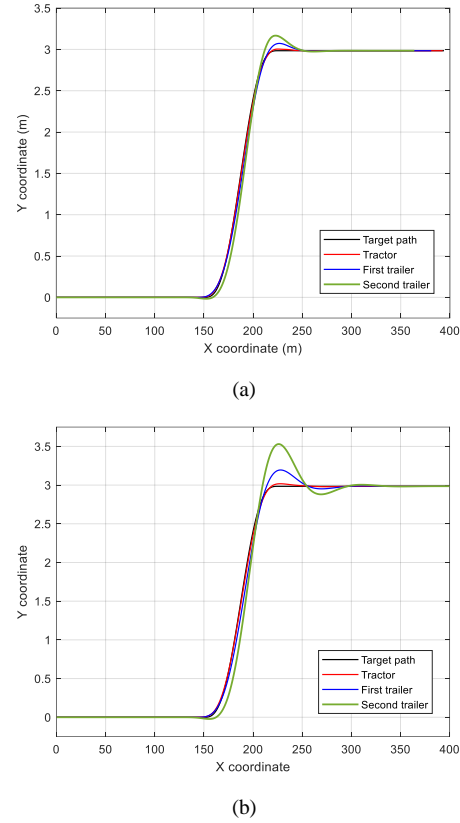 3.5
3
2.5
2
1.5
1
0.5
0
Y coordinate (m)
Target path
Tractor
First trailer
Second trailer
0 50 100 150 200 250 300 350 400
X coordinate (m)
(a)
3.5
3
2.5
2
1.5
1
0.5
0
Y coordinate
Target path
Tractor
First trailer
Second trailer
0 50 100 150 200 250 300 350 400
X coordinate
(b)